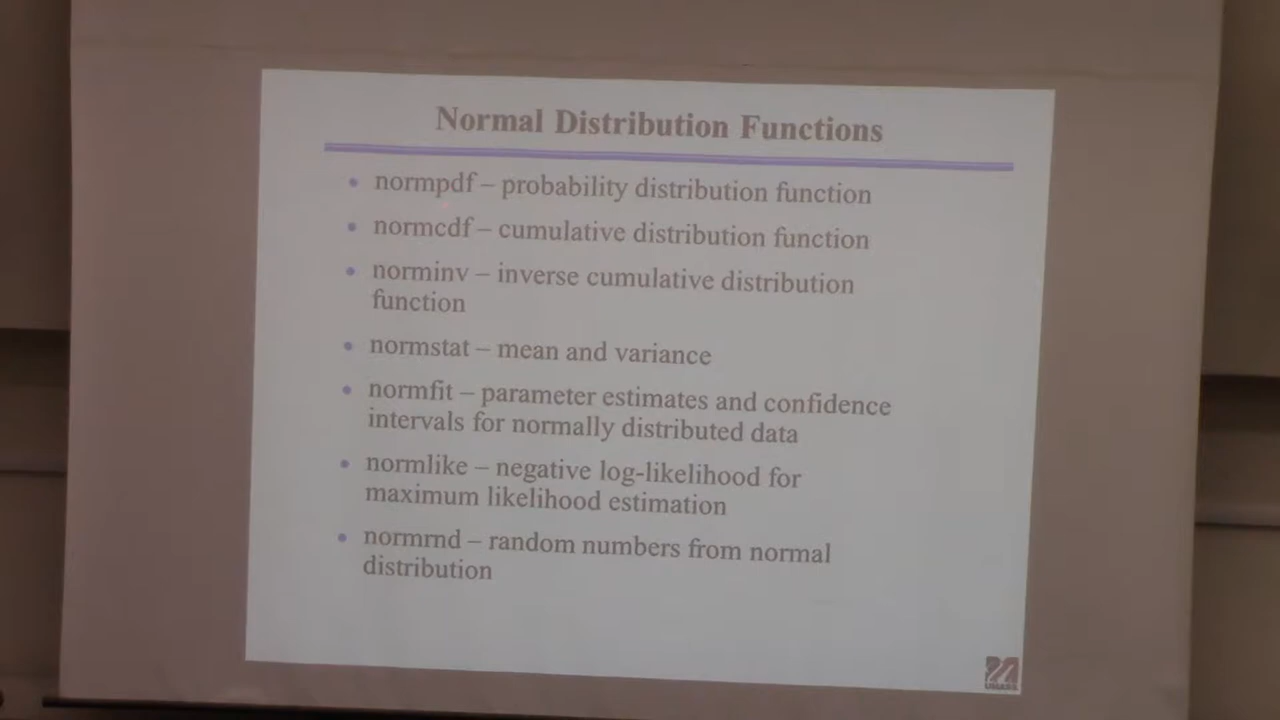 Normal Distribution Functions
• normpdf – probability distribution function
• normcdf – cumulative distribution function
• norminv – inverse cumulative distribution
function
• normstat – mean and variance
• normfit – parameter estimates and confidence
intervals for normally distributed data
• normlike – negative log-likelihood for
maximum likelihood estimation
• normrnd – random numbers from normal
distribution